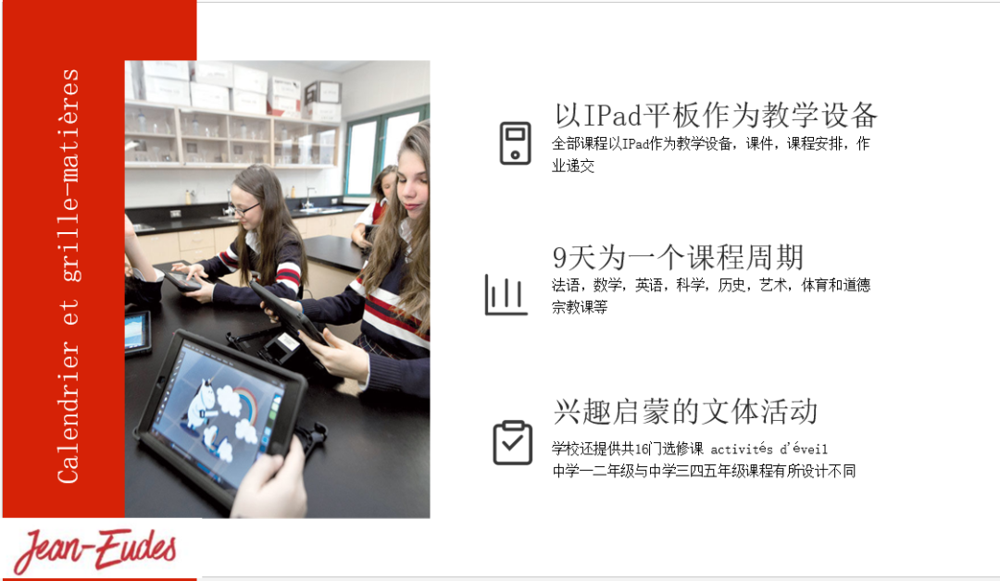 Calendrier et grille-matières
以IPad平板作为教学设备
全部课程以IPad作为教学设备，课件，课程安排，作
业递交
9天为一个课程周期
法语，数学，英语，科学，历史，艺术，体育和道德
宗教课等
兴趣启蒙的文体活动
学校还提供共16门选修课 activités d'éveil
中学一二年级与中学三四五年级课程有所设计不同
Jean-Eudes